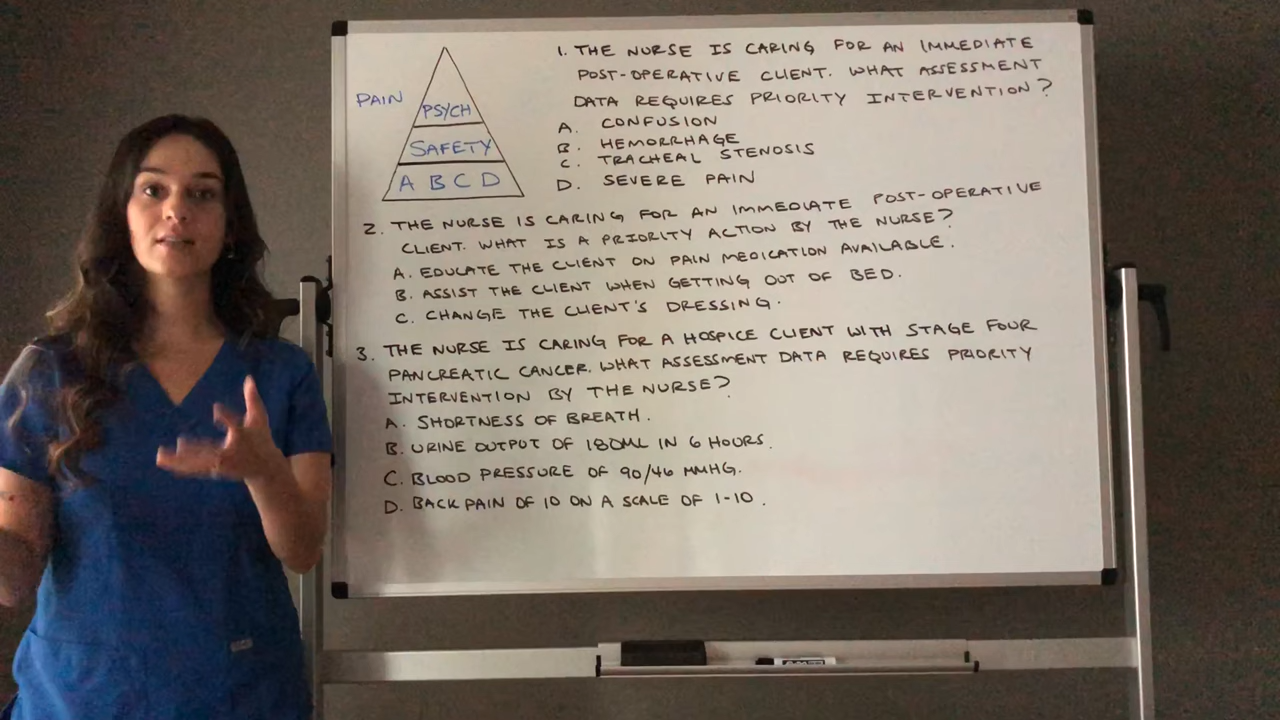 PAIN
PSYCH
SAFETY
A B C D
1. THE NURSE IS CARING FOR AN IMMEDIATE
POST-OPERATIVE CLIENT. WHAT ASSESSMENT
DATA REQUIRES PRIORITY INTERVENTION?
A. CONFUSION
B. HEMORRHAGE
C. TRACHEAL STENOSIS
D. SEVERE PAIN
2. THE NURSE IS CARING FOR AN IMMEDIATE POST-OPERATIVE
CLIENT. WHAT IS A PRIORITY ACTION BY THE NURSE?
A. EDUCATE THE CLIENT ON PAIN MEDICATION AVAILABLE.
B. ASSIST THE CLIENT WHEN GETTING OUT OF BED.
C. CHANGE THE CLIENT'S DRESSING.
3. THE NURSE IS CARING FOR A HOSPICE CLIENT WITH STAGE FOUR
PANCREATIC CANCER. WHAT ASSESSMENT DATA REQUIRES PRIORITY
INTERVENTION BY THE NURSE?
A. SHORTNESS OF BREATH.
B. URINE OUTPUT OF 180ML IN 6 HOURS.
C. BLOOD PRESSURE OF 90/46 MMHG.
D. BACK PAIN OF 10 ON A SCALE OF 1-10.